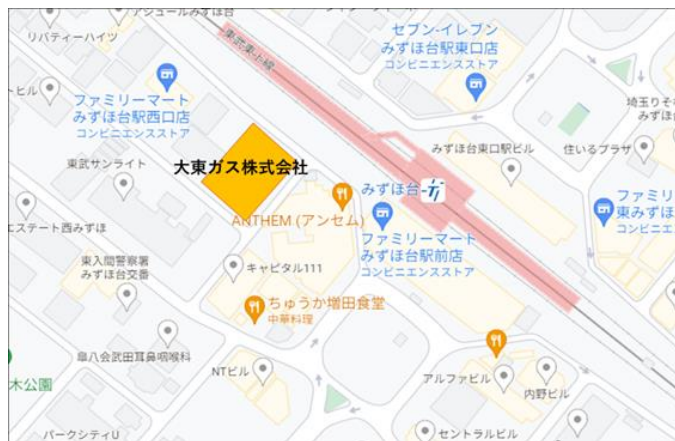 アジュールみずほ台
リバティーハイツ
東武東上線
セブン-イレブン
みずほ台駅東口店
コンビニエンスストア
ファミリーマート
みずほ台駅西口店
コンビニエンスストア
みずほ台東口駅ビル
住いるプラザ
埼玉りそな
東武サンライト
大東ガス株式会社
みずほ台
ANTHEM (アンセム)
ファミリーマート
みずほ台駅前店
コンビニエンスストア
ファミリ
東みずほ
コンビニエ
エステート西みずほ
東入間警察署
みずほ台交番
キャピタル111
ちゅうか増田食堂
中華料理
皐八会武田耳鼻咽喉科
木公園
NTビル
アルファビル
内野ビル
パークシティU
セントラルビル